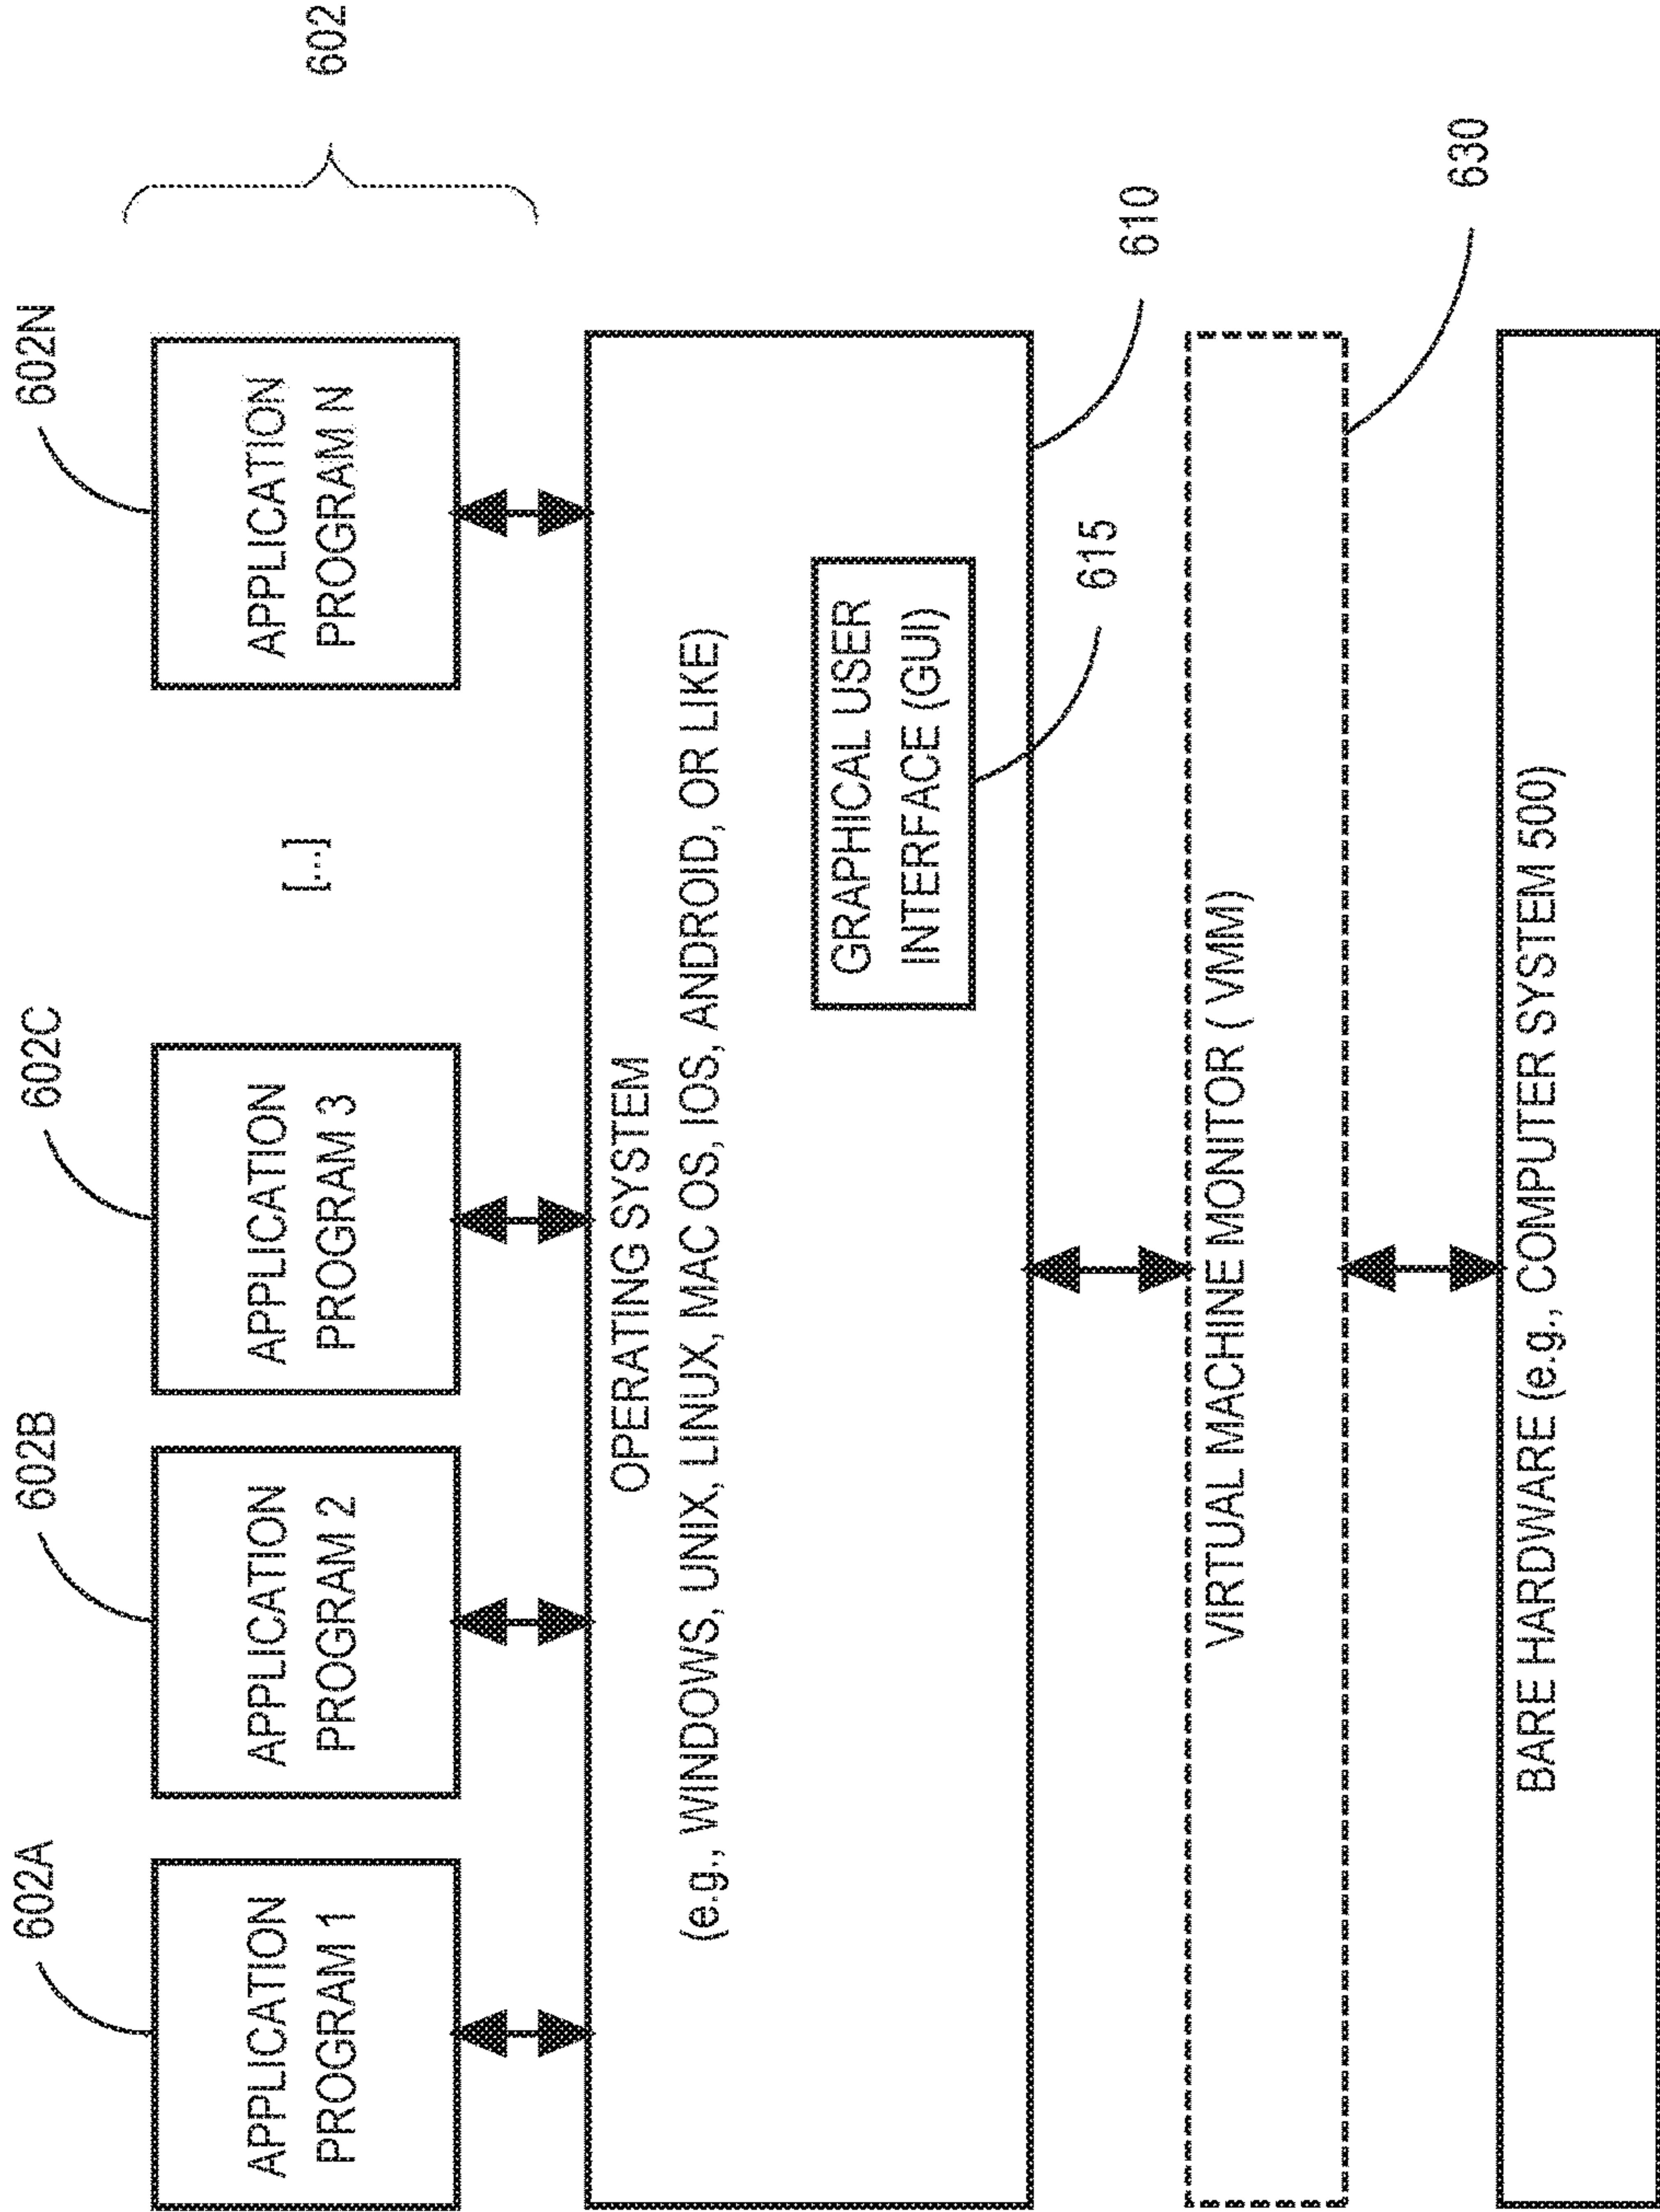 602A
602B
602C
602N
602
APPLICATION
PROGRAM 1
APPLICATION
PROGRAM 2
APPLICATION
PROGRAM 3
[...]
APPLICATION
PROGRAM N
OPERATING SYSTEM
(e.g., WINDOWS, UNIX, LINUX, MAC OS, IOS, ANDROID, OR LIKE)
GRAPHICAL USER
INTERFACE (GUI)
615
610
VIRTUAL MACHINE MONITOR ( VMM)
630
BARE HARDWARE (e.g., COMPUTER SYSTEM 500)